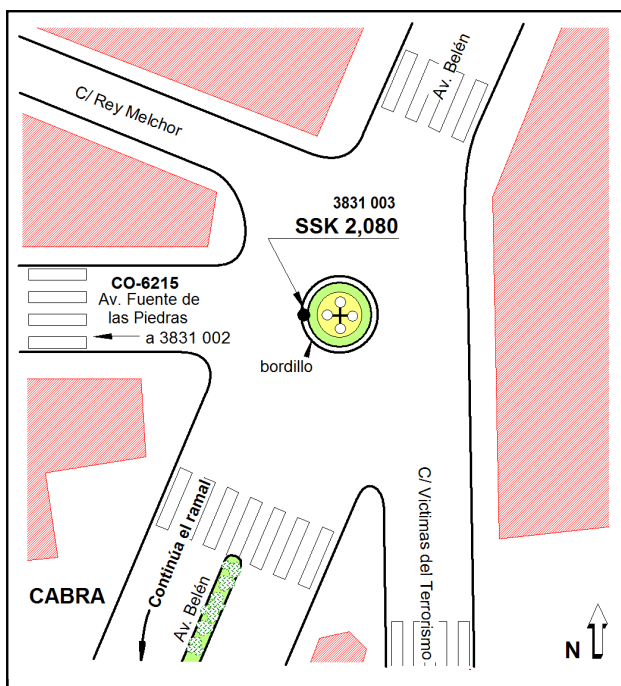 Av. Belén
C/ Rey Melchor
3831 003
SSK 2,080
CO-6215
Av. Fuente de
las Piedras
a 3831 002
bordillo
Continúa el ramal
Av. Belén
C/ Victimas del Terrorismo
CABRA
N